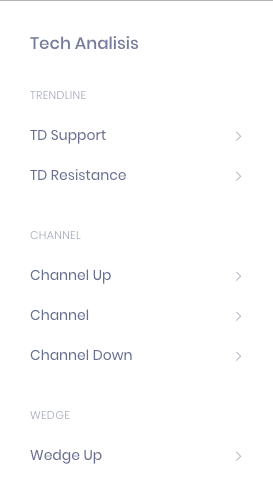 Tech Analisis
TRENDLINE
TD Support
TD Resistance
CHANNEL
Channel Up
Channel
Channel Down
WEDGE
Wedge Up